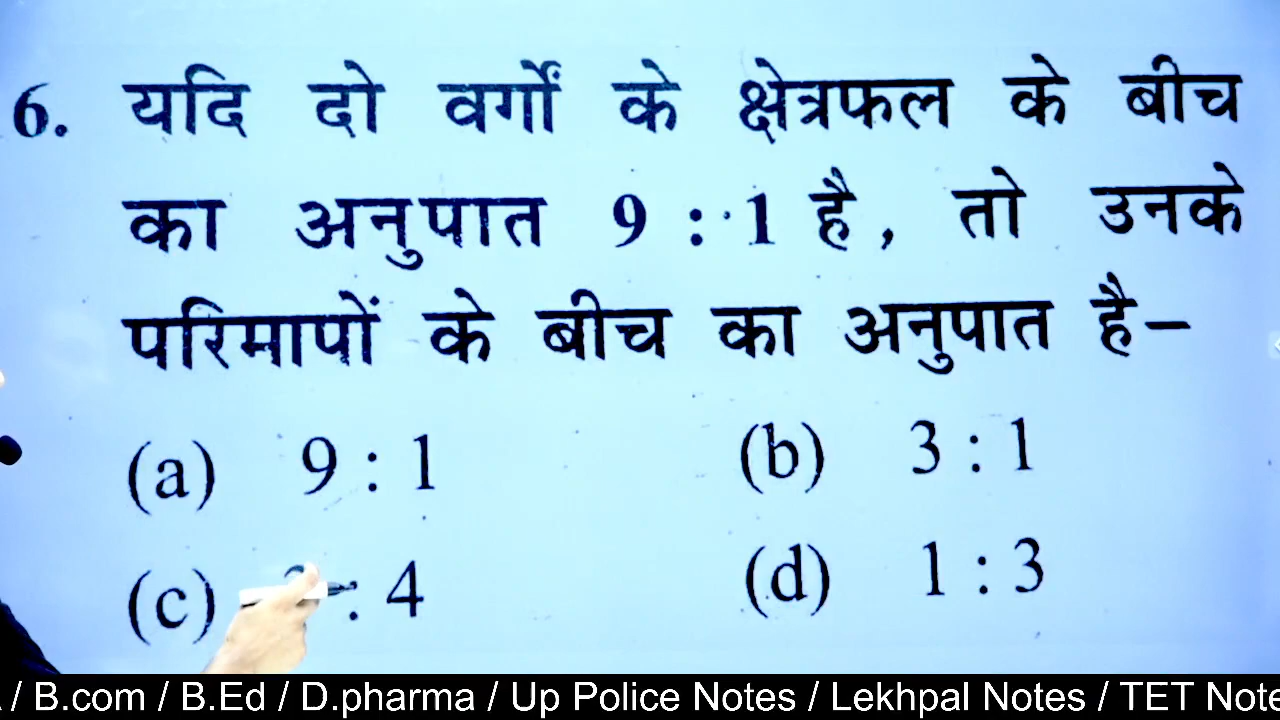 6. यदि दो वर्गों के क्षेत्रफल के बीच
का अनुपात 9 : 1 है, तो उनके
परिमापों के बीच का अनुपात है–
(a) 9 : 1 (b) 3 : 1
(c) : 4 (d) 1 : 3
/ B.com / B.Ed / D.pharma / Up Police Notes / Lekhpal Notes / TET Note